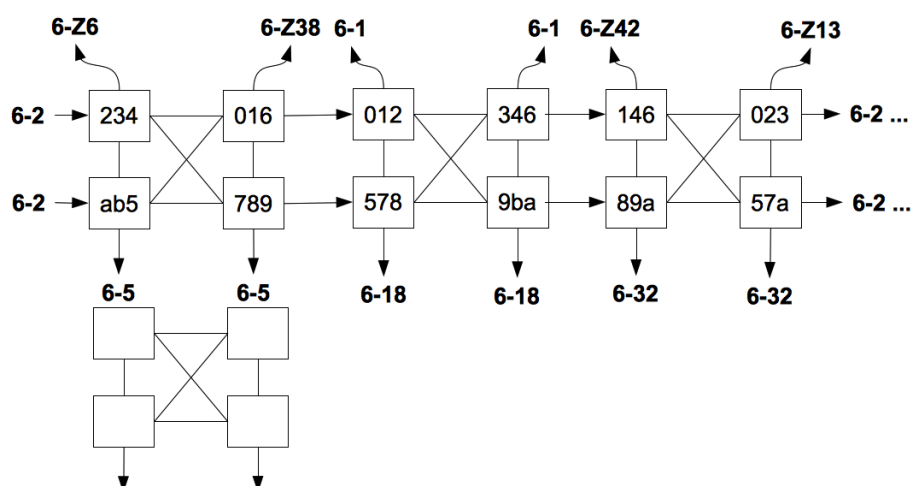 6-Z6 6-Z38 6-1 6-1 6-Z42 6-Z13
6-2 234 016 012 346 146 023 6-2 ...
6-2 ab5 789 578 9ba 89a 57a 6-2 ...
6-5 6-5 6-18 6-18 6-32 6-32